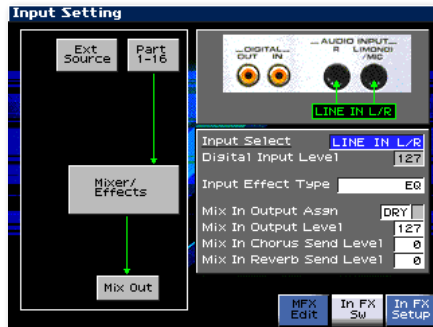 Input Setting
Ext
Source
Part
1-16
Mixer/
Effects
Mix Out
DIGITAL
OUT IN
AUDIO INPUT
R L(MONO)
/MIC
LINE IN L/R
Input Select LINE IN L/R
Digital Input Level 127
Input Effect Type EQ
Mix In Output Asgn DRY
Mix In Output Level 127
Mix In Chorus Send Level 0
Mix In Reverb Send Level 0
MFX
Edit
In FX
SW
In FX
Setup